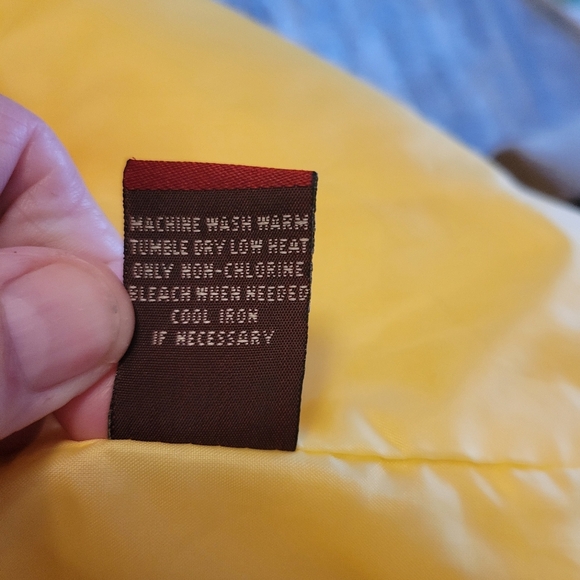 MACHINE WASH WARM
TUMBLE DRY LOW HEAT
ONLY NON-CHLORINE
BLEACH WHEN NEEDED
COOL IRON
IF NECESSARY